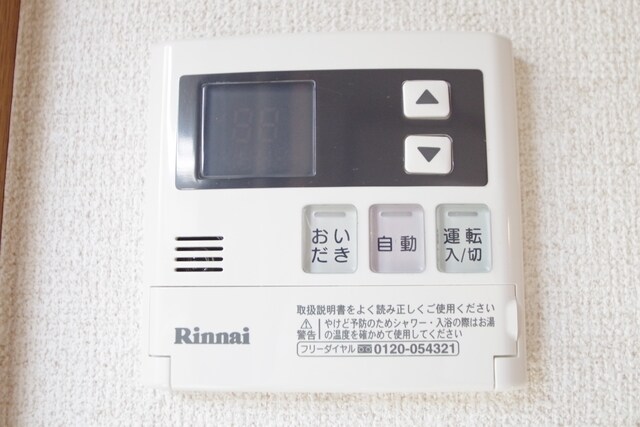 ▲
▼
おい だき
自動
運転 入/切
Rinnai
取扱説明書をよく読み正しくご使用ください
⚠警告 やけど予防のためシャワー・入浴の際はお湯
の温度を確かめて使用してください
フリーダイヤル 0120-054321